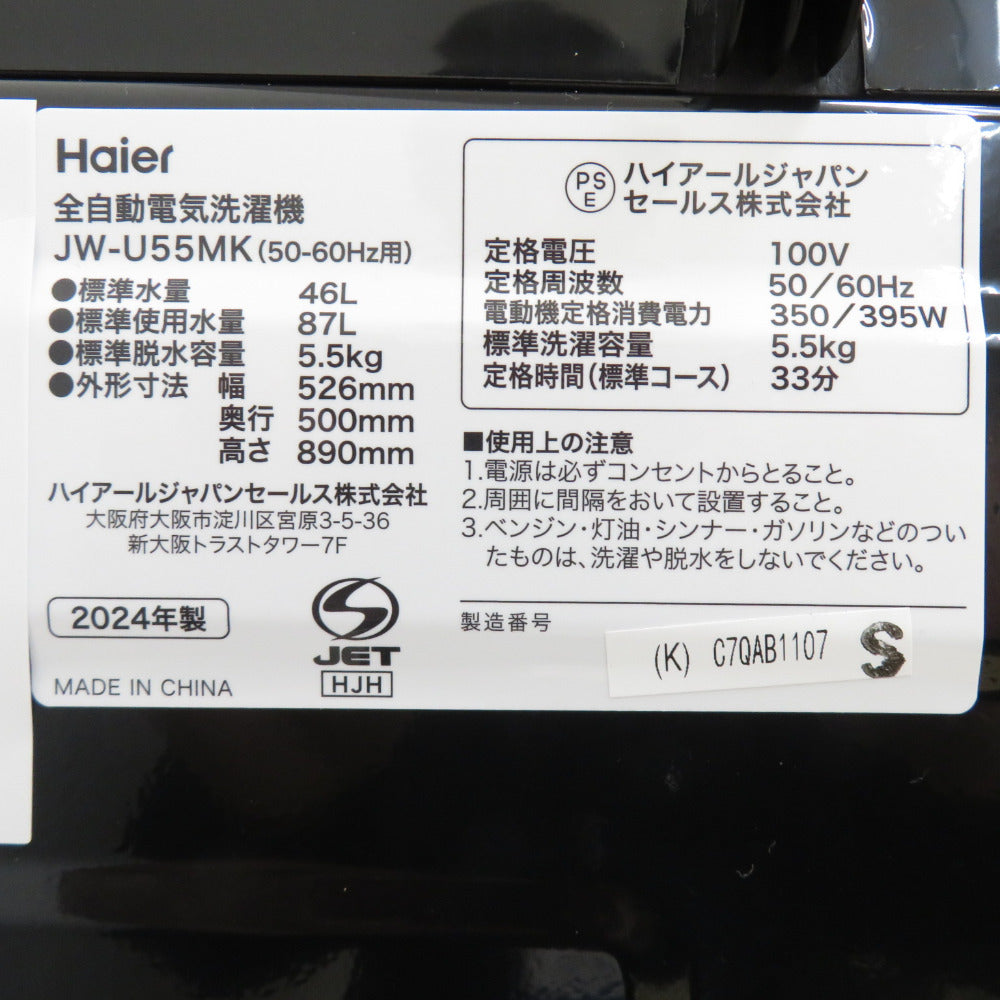 Haier
全自動電気洗濯機
JW-U55MK(50-60Hz用)
●標準水量 46L
●標準使用水量 87L
●標準脱水容量 5.5kg
●外形寸法 幅 526mm
奥行 500mm
高さ 890mm
ハイアールジャパンセールス株式会社
大阪府大阪市淀川区宮原3-5-36
新大阪トラストタワー7F
2024年製
MADE IN CHINA
S
JET
HJH
PS
E
ハイアールジャパン
セールス株式会社
定格電圧 100V
定格周波数 50/60Hz
電動機定格消費電力 350/395W
標準洗濯容量 5.5kg
定格時間(標準コース) 33分
■使用上の注意
1.電源は必ずコンセントからとること。
2.周囲に間隔をおいて設置すること。
3.ベンジン・灯油・シンナー・ガソリンなどのつい
たものは、洗濯や脱水をしないでください。
製造番号
(K) C7QAB1107 S